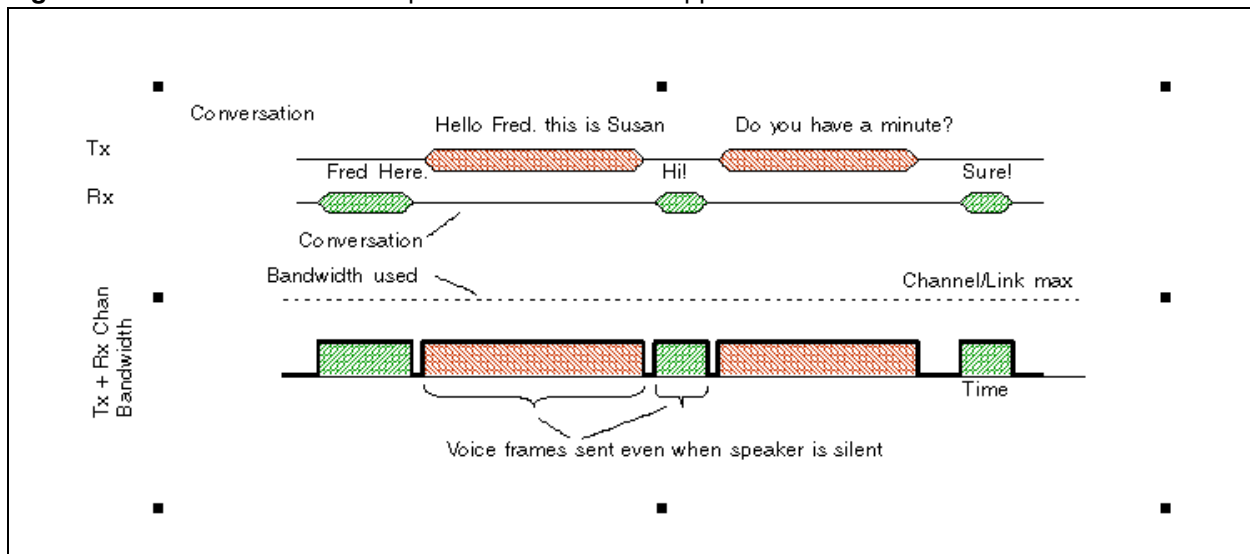 Conversation
Hello Fred. this is Susan
Do you have a minute?
Tx
Fred Here.
Hi!
Sure!
Rx
Conversation
Bandwidth used
Channel/Link max
Tx + Rx Chan
Bandwidth
Time
Voice frames sent even when speaker is silent